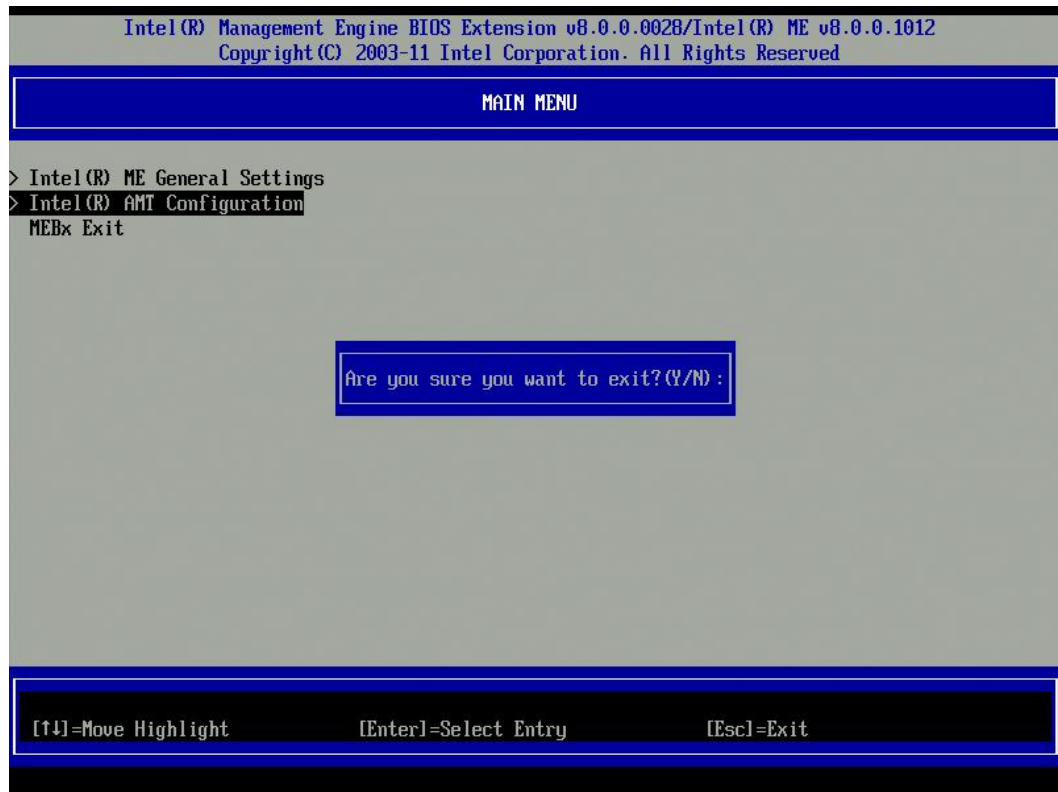 Intel(R) Management Engine BIOS Extension v8.0.0.0028/Intel(R) ME v8.0.0.1012
Copyright(C) 2003-11 Intel Corporation. All Rights Reserved
MAIN MENU
> Intel(R) ME General Settings
> Intel(R) AMT Configuration
MEBx Exit
Are you sure you want to exit?(Y/N):
[↑↓]=Move Highlight [Enter]=Select Entry [Esc]=Exit